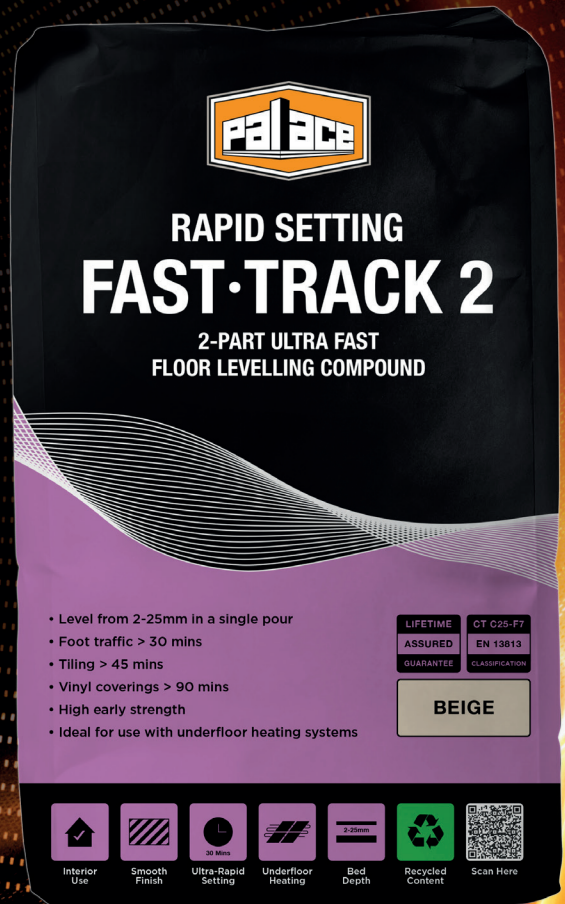 palace
RAPID SETTING
FAST·TRACK 2
2-PART ULTRA FAST
FLOOR LEVELLING COMPOUND
• Level from 2-25mm in a single pour
• Foot traffic > 30 mins
• Tiling > 45 mins
• Vinyl coverings > 90 mins
• High early strength
• Ideal for use with underfloor heating systems
LIFETIME
ASSURED
GUARANTEE
CT C25-F7
EN 13813
CLASSIFICATION
BEIGE
30 Mins
2-25mm
Interior
Use
Smooth
Finish
Ultra-Rapid
Setting
Underfloor
Heating
Bed
Depth
Recycled
Content
Scan Here